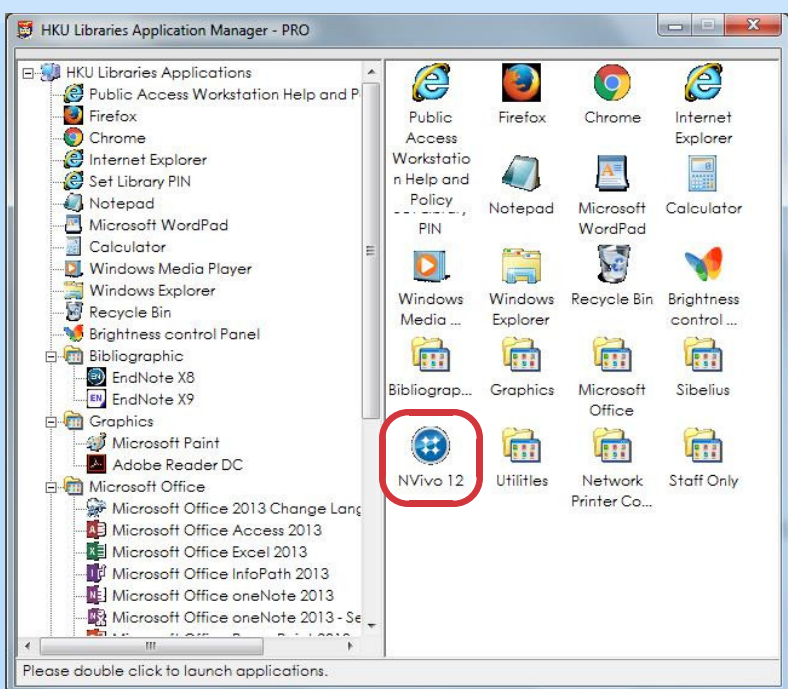 HKU Libraries Application Manager - PRO
HKU Libraries Applications
Public Access Workstation Help and P
Firefox
Chrome
Internet Explorer
Set Library PIN
Notepad
Microsoft WordPad
Calculator
Windows Media Player
Windows Explorer
Recycle Bin
Brightness control Panel
Bibliographic
EndNote X8
EndNote X9
Graphics
Microsoft Paint
Adobe Reader DC
Microsoft Office
Microsoft Office 2013 Change Lang
Microsoft Office Access 2013
Microsoft Office Excel 2013
Microsoft Office InfoPath 2013
Microsoft Office oneNote 2013
Microsoft Office oneNote 2013 - Se
Public
Access
Workstatio
n Help and
Policy
PIN
Firefox
Chrome
Internet
Explorer
Notepad
Microsoft
WordPad
Calculator
Windows
Media ...
Windows
Explorer
Recycle Bin
Brightness
control ...
Bibliograp...
Graphics
Microsoft
Office
Sibelius
NVivo 12
Utilitles
Network
Printer Co...
Staff Only
Please double click to launch applications.